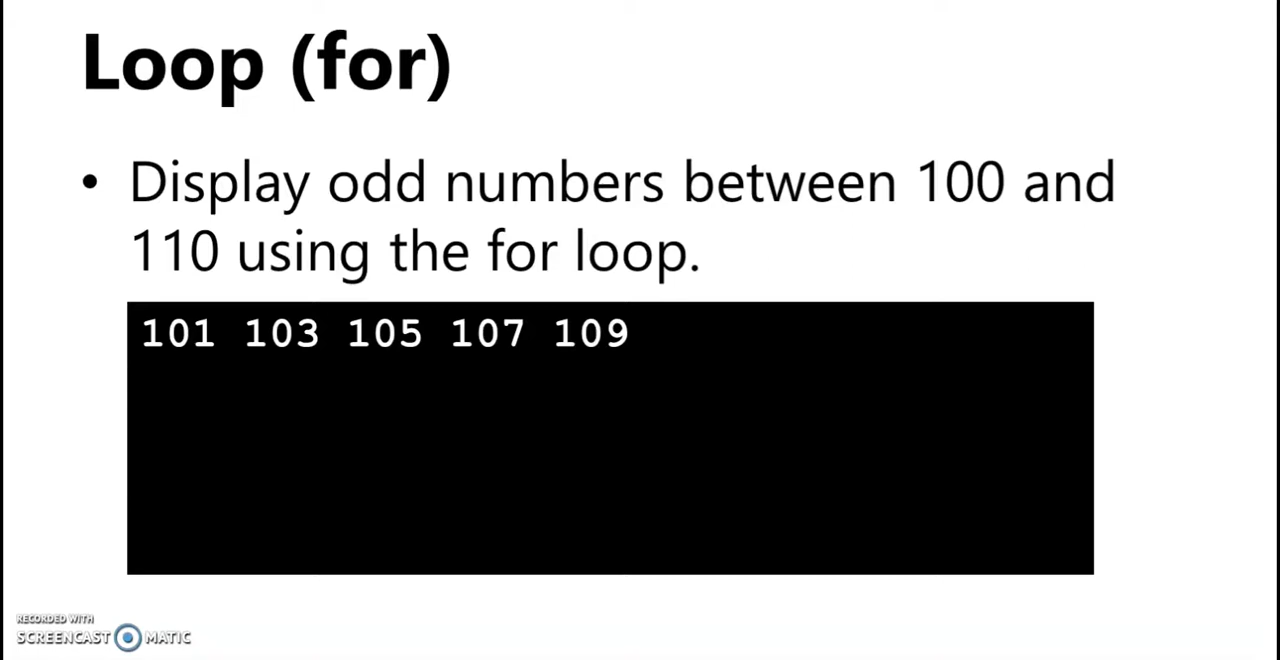 Loop (for)
• Display odd numbers between 100 and
110 using the for loop.
101 103 105 107 109
RECORDED WITH
SCREENCAST MATIC